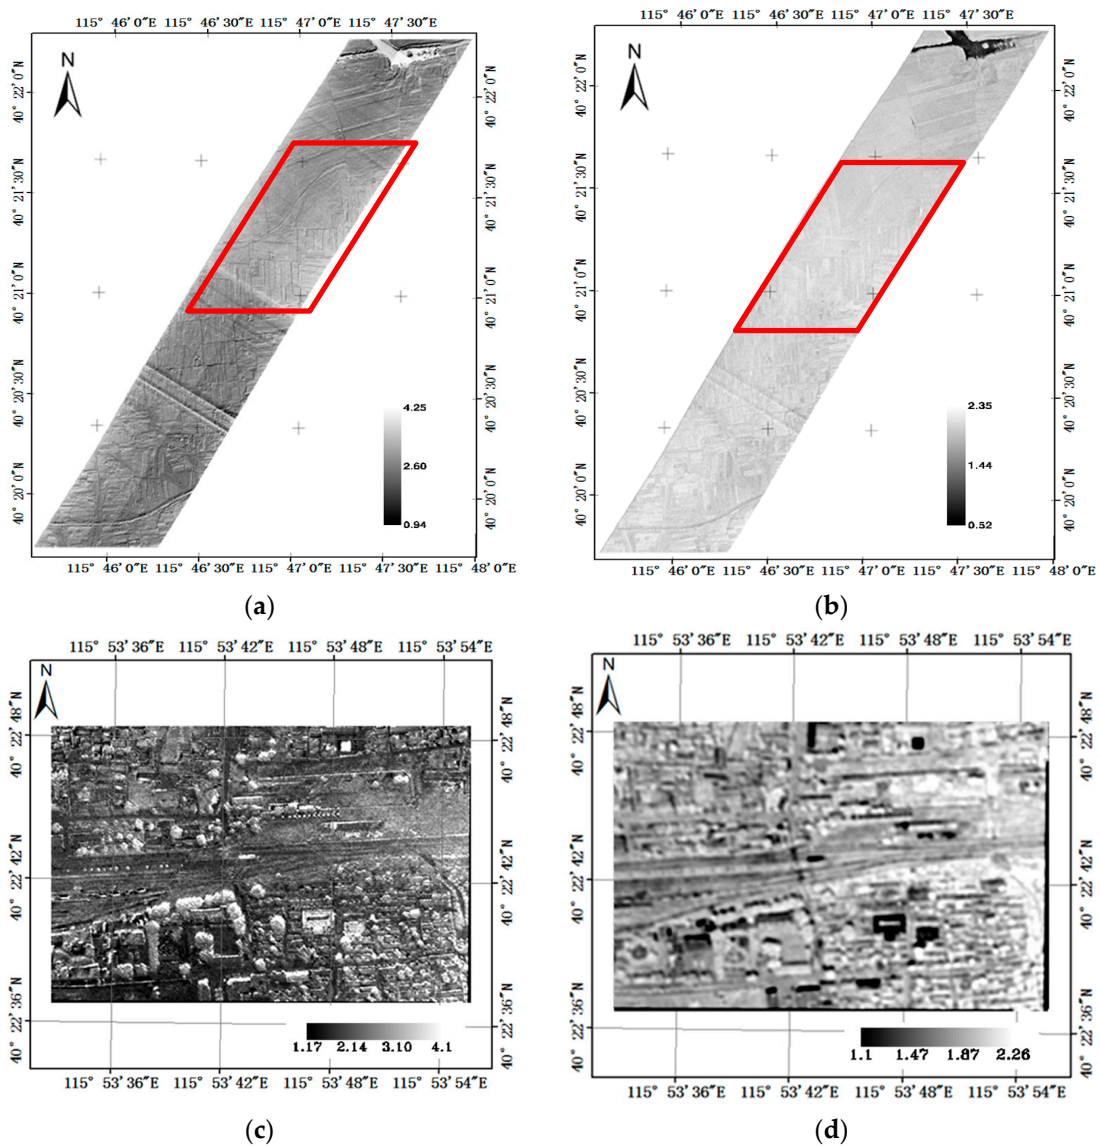 115° 46′ 0″E 115° 46′ 30″E 115° 47′ 0″E 115° 47′ 30″E
N
40° 22′ 0″N
40° 21′ 30″N
40° 21′ 0″N
40° 20′ 30″N
40° 20′ 0″N
40° 22′ 0″N
40° 21′ 30″N
40° 21′ 0″N
40° 20′ 30″N
40° 20′ 0″N
4.25
2.60
0.94
115° 46′ 0″E 115° 46′ 30″E 115° 47′ 0″E 115° 47′ 30″E 115° 48′ 0″E
(a)
115° 46′ 0″E 115° 46′ 30″E 115° 47′ 0″E 115° 47′ 30″E
N
40° 22′ 0″N
40° 21′ 30″N
40° 21′ 0″N
40° 20′ 30″N
40° 20′ 0″N
40° 22′ 0″N
40° 21′ 30″N
40° 21′ 0″N
40° 20′ 30″N
40° 20′ 0″N
2.35
1.44
0.52
115° 46′ 0″E 115° 46′ 30″E 115° 47′ 0″E 115° 47′ 30″E 115° 48′ 0″E
(b)
115° 53′ 36″E 115° 53′ 42″E 115° 53′ 48″E 115° 53′ 54″E
N
40° 22′ 48″N
40° 22′ 42″N
40° 22′ 36″N
40° 22′ 48″N
40° 22′ 42″N
40° 22′ 36″N
1.17 2.14 3.10 4.1
115° 53′ 36″E 115° 53′ 42″E 115° 53′ 48″E 115° 53′ 54″E
(c)
115° 53′ 36″E 115° 53′ 42″E 115° 53′ 48″E 115° 53′ 54″E
N
40° 22′ 48″N
40° 22′ 42″N
40° 22′ 36″N
40° 22′ 48″N
40° 22′ 42″N
40° 22′ 36″N
1.1 1.47 1.87 2.26
115° 53′ 36″E 115° 53′ 42″E 115° 53′ 48″E 115° 53′ 54″E
(d)